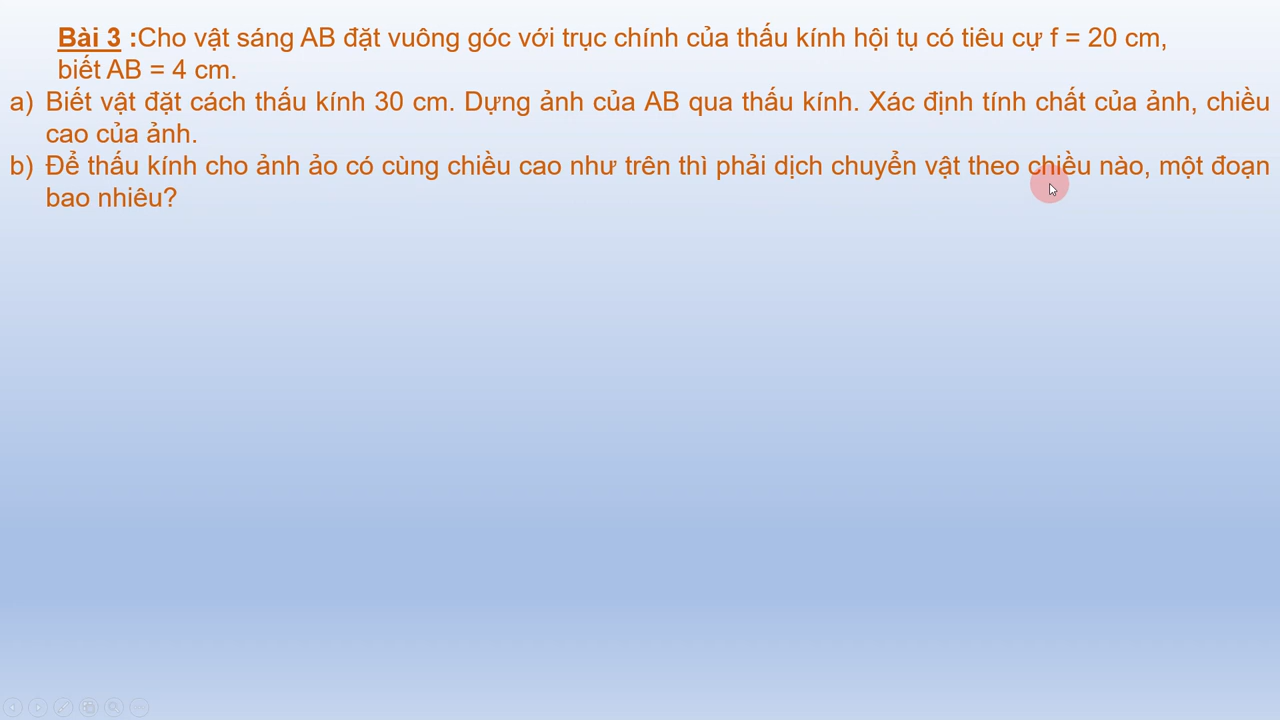 Bài 3 :Cho vật sáng AB đặt vuông góc với trục chính của thấu kính hội tụ có tiêu cự f = 20 cm,
biết AB = 4 cm.
a) Biết vật đặt cách thấu kính 30 cm. Dựng ảnh của AB qua thấu kính. Xác định tính chất của ảnh, chiều
cao của ảnh.
b) Để thấu kính cho ảnh ảo có cùng chiều cao như trên thì phải dịch chuyển vật theo chiều nào, một đoạn
bao nhiêu?